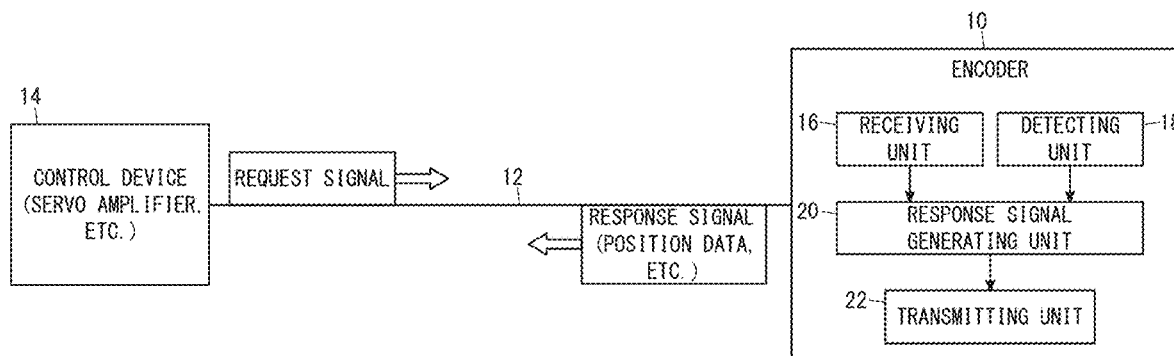 10
ENCODER
14
CONTROL DEVICE
(SERVO AMPLIFIER,
ETC.)
REQUEST SIGNAL
12
RESPONSE SIGNAL
(POSITION DATA,
ETC.)
16
RECEIVING
UNIT
DETECTING
UNIT
18
20
RESPONSE SIGNAL
GENERATING UNIT
22
TRANSMITTING UNIT